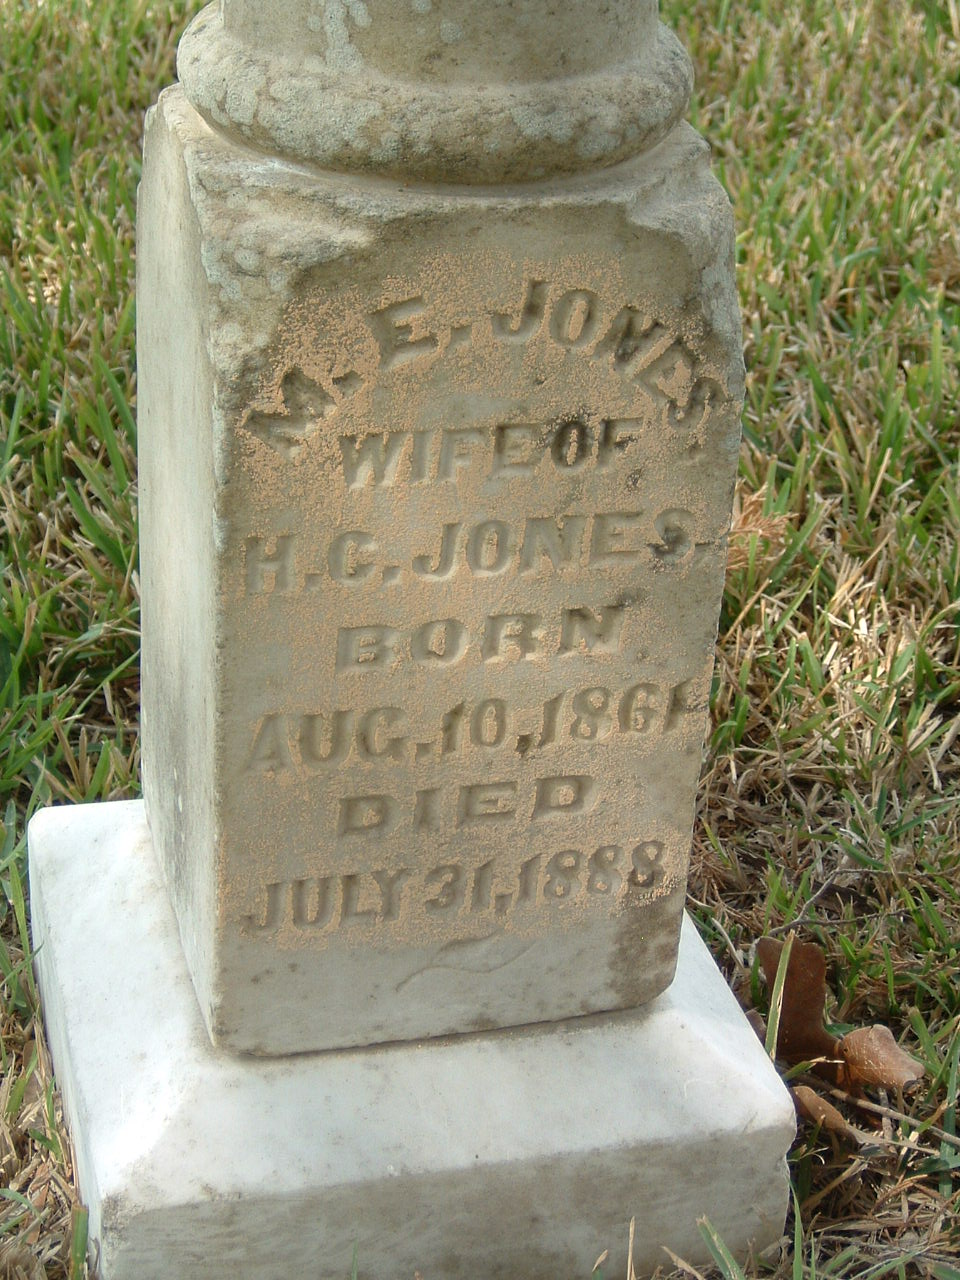 M. E. JONES
WIFE OF
H. C. JONES.
BORN
AUG. 10, 1861
DIED
JULY 31, 1888